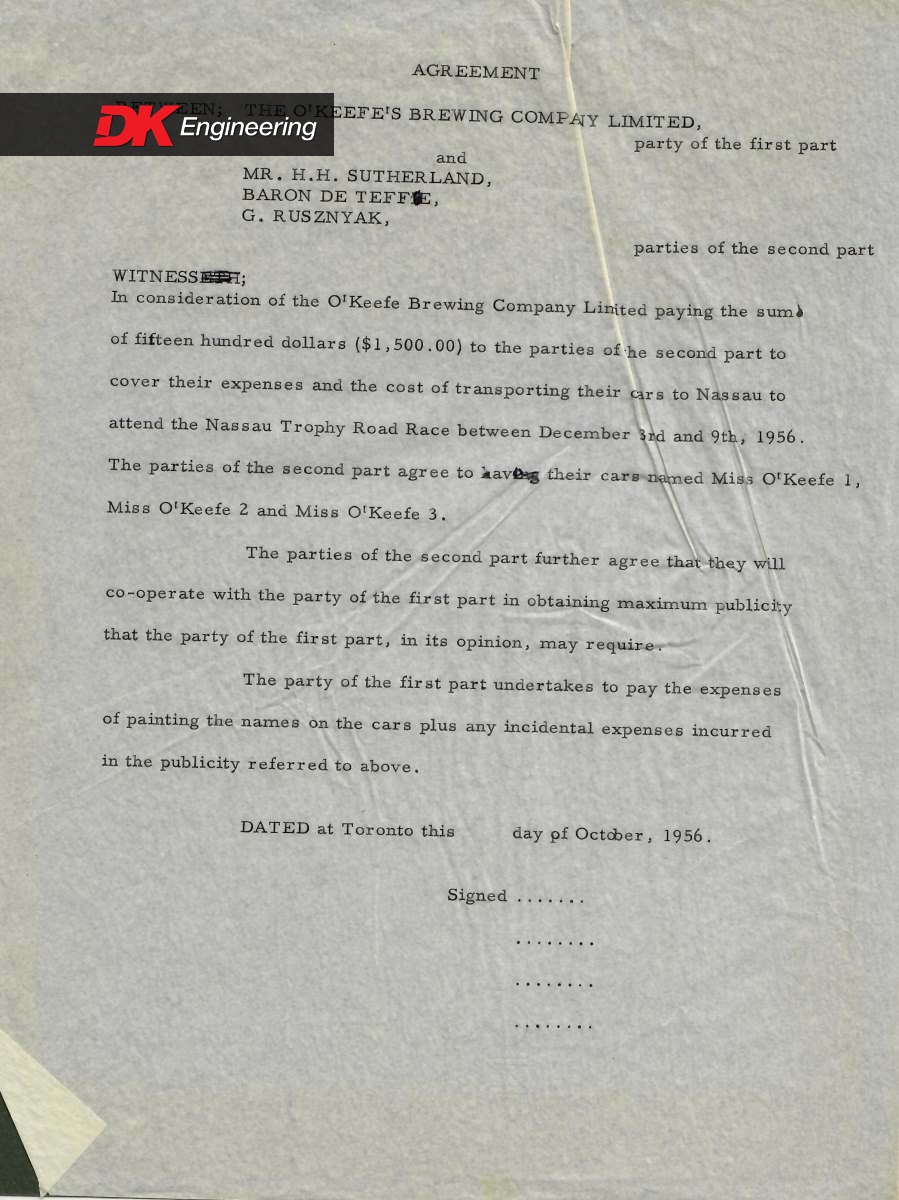 AGREEMENT
DK Engineering
BETWEEN; THE O'KEEFE'S BREWING COMPANY LIMITED,
party of the first part
and
MR. H.H. SUTHERLAND,
BARON DE TEFFE,
G. RUSZNYAK,
parties of the second part
WITNESS;
In consideration of the O'Keefe Brewing Company Limited paying the sum
of fifteen hundred dollars ($1,500.00) to the parties of he second part to
cover their expenses and the cost of transporting their cars to Nassau to
attend the Nassau Trophy Road Race between December 3rd and 9th, 1956.
The parties of the second part agree to their cars named Miss O'Keefe 1,
Miss O'Keefe 2 and Miss O'Keefe 3.
The parties of the second part further agree that they will
co-operate with the party of the first part in obtaining maximum publicity
that the party of the first part, in its opinion, may require.
The party of the first part undertakes to pay the expenses
of painting the names on the cars plus any incidental expenses incurred
in the publicity referred to above.
DATED at Toronto this day of October, 1956.
Signed .......
........
........
........